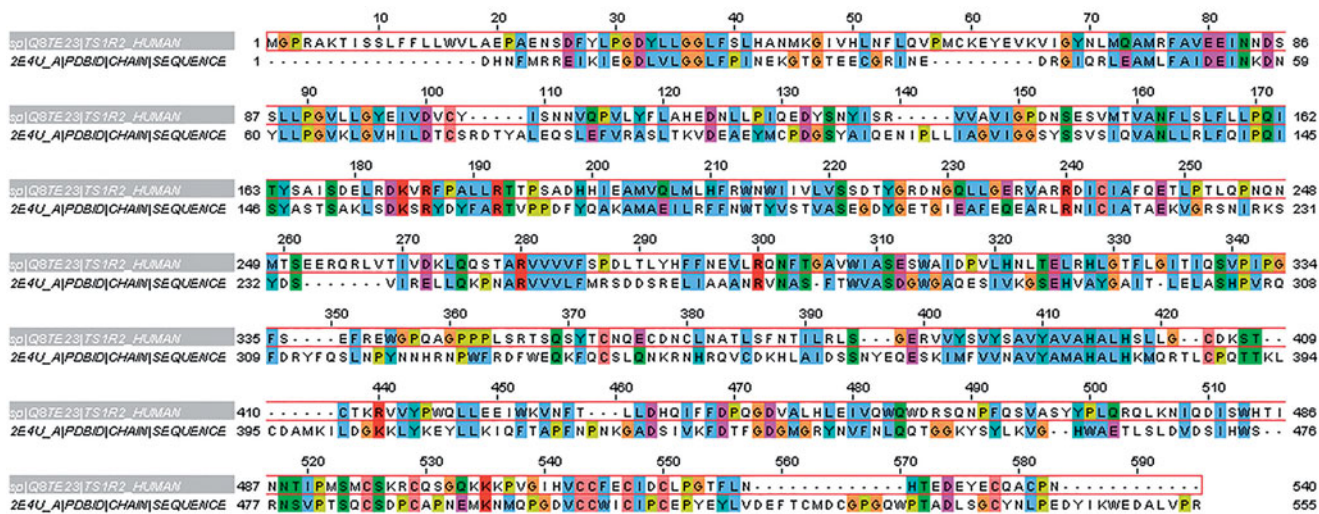 10 20 30 40 50 60 70 80
sp|Q8TE23|TS1R2_HUMAN 1 MGPRAKTISSLFFLLWVLAEPAENSDFYLPGDYLLGGLFSLHANMKGIVHLNFLQVPMCKEYEVKVIGYNLMQAMRFAVEEINNDS 86
2E4U_A|PDBID|CHAIN|SEQUENCE 1 ------------------DHNFMRREIKIEGDLVLGGLFPINEKGTGTEECGRINE---------DRGIQRLEAMLFAIDEINKDN 59
90 100 110 120 130 140 150 160 170
sp|Q8TE23|TS1R2_HUMAN 87 SLLPGVLLGYEIVDVCY-----ISNNVQPVLYFLAHEDNLLPIQEDYSNYISR-----VVAVIGPDNSESVMTVANFLSLFLLPQI 162
2E4U_A|PDBID|CHAIN|SEQUENCE 60 YLLPGVKLGVHILDTCSRDTYALEQSLEFVRASLTKVDEAEYMCPDGSYAIQENIPLLIAGVIGGSYSSVSIQVANLLRLFQIPQI 145
180 190 200 210 220 230 240 250
sp|Q8TE23|TS1R2_HUMAN 163 TYSAISDELRDKVRFPALLRTTPSADHHIEAMVQLMLHFRWNWIIVLVSSDTYGRDNGQLLGERVARRDICIAFQETLPTLQPNQN 248
2E4U_A|PDBID|CHAIN|SEQUENCE 146 SYASTSAKLSDKSRYDYFARTVPPDFYQAKAMAEILRFFNWTYVSTVASEGDYGETGIEAFEQEARLRNICIATAEKVGRSNIRKS 231
260 270 280 290 300 310 320 330 340
sp|Q8TE23|TS1R2_HUMAN 249 MTSEERQRLVTIVDKLQQSTARVVVVFSPDLTLYHFFNEVLRQNFTGAVWIASESWAIDPVLHNLTELRHLGTFLGITIQSVPIPG 334
2E4U_A|PDBID|CHAIN|SEQUENCE 232 YDS-------VIRELLQKPNARVVVLFMRSDDSRELIAAANRVNAS-FTWVASDGWGAQESIVKGSEHVAYGAIT-LELASHPVRQ 308
350 360 370 380 390 400 410 420
sp|Q8TE23|TS1R2_HUMAN 335 FS----EFREWGPQAGPPPLSRTSQSYTCNQECDNCLNATLSFNTILRLS---GERVVYSVYSAVYAVAHALHSLLG--CDKST-- 409
2E4U_A|PDBID|CHAIN|SEQUENCE 309 FDRYFQSLNPYNNHRNPWFRDFWEQKFQCSLQNKRNHRQVCDKHLAIDSSNYEQESKIMFVVNAVYAMAHALHKMQRTLCPQTTKL 394
440 450 460 470 480 490 500 510
sp|Q8TE23|TS1R2_HUMAN 410 ------CTKRVVYPWQLLEEIWKVNFT---LLDHQIFFDPQGDVALHLEIVQWQWDRSQNPFQSVASYYPLQRQLKNIQDISWHTI 486
2E4U_A|PDBID|CHAIN|SEQUENCE 395 CDAMKILDGKKLYKEYLLKIQFTAPFNPNKGADSIVKFDTFGDGMGRYNVFNLQQTGGKYSYLKVG--HWAETLSLDVDSIHWS-- 476
520 530 540 550 560 570 580 590
sp|Q8TE23|TS1R2_HUMAN 487 NNTIPMSMCSKRCQSGQKKKPVGIHVCCFECIDCLPGTFLN-------------HTEDEYECQACPN------------ 540
2E4U_A|PDBID|CHAIN|SEQUENCE 477 RNSVPTSQCSDPCAPNEMKNMQPGDVCCWICIPCEPYEYLVDEFTCMDCGPGQWPTADLSGCYNLPEDYIKWEDALVPR 555